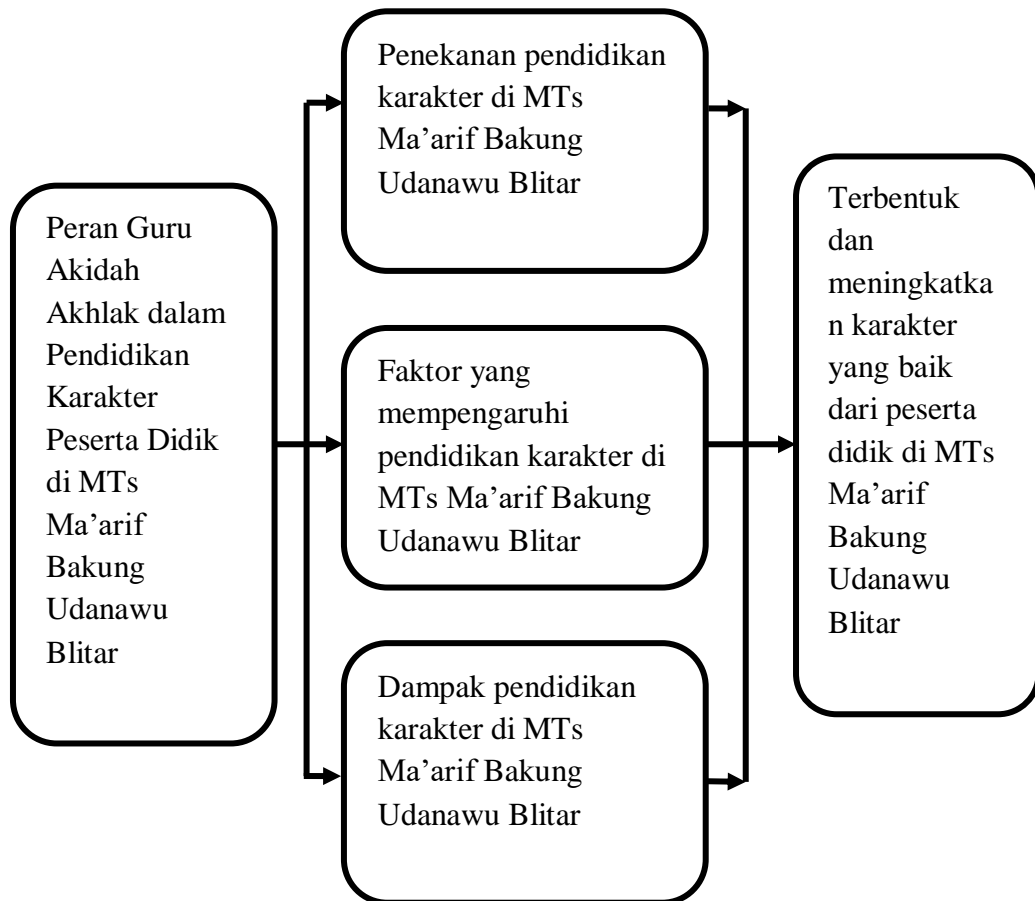 Peran Guru
Akidah
Akhlak dalam
Pendidikan
Karakter
Peserta Didik
di MTs
Ma’arif
Bakung
Udanawu
Blitar
Penekanan pendidikan
karakter di MTs
Ma’arif Bakung
Udanawu Blitar
Faktor yang
mempengaruhi
pendidikan karakter di
MTs Ma’arif Bakung
Udanawu Blitar
Dampak pendidikan
karakter di MTs
Ma’arif Bakung
Udanawu Blitar
Terbentuk
dan
meningkatka
n karakter
yang baik
dari peserta
didik di MTs
Ma’arif
Bakung
Udanawu
Blitar